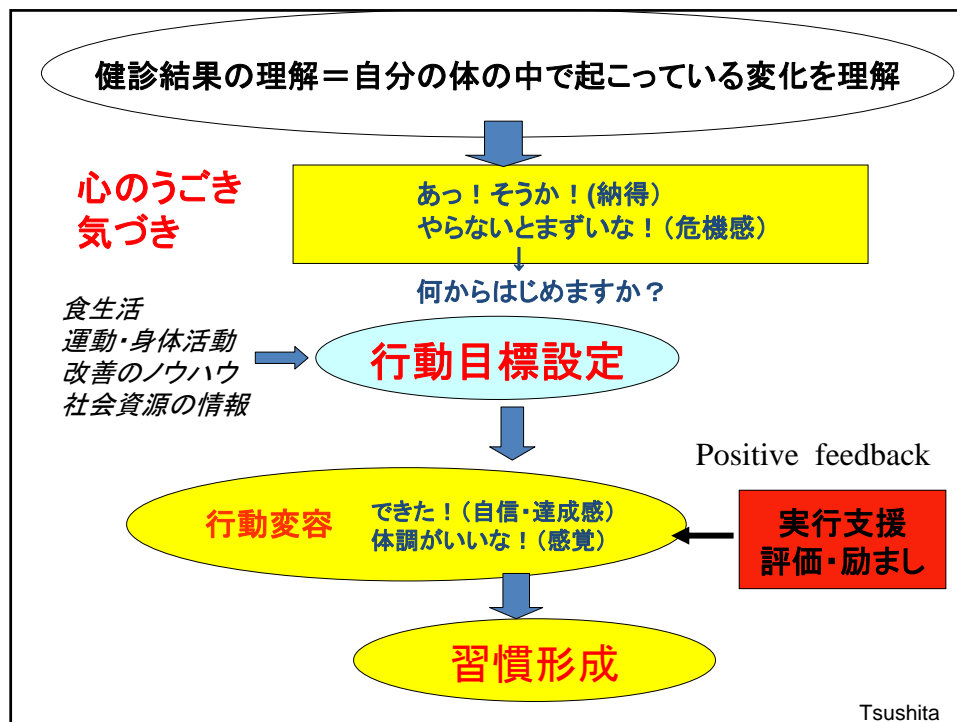 健診結果の理解＝自分の体の中で起こっている変化を理解
心のうごき
気づき
あっ！そうか！(納得）
やらないとまずいな！（危機感）
何からはじめますか？
食生活
運動・身体活動
改善のノウハウ
社会資源の情報
行動目標設定
Positive feedback
行動変容
できた！（自信・達成感）
体調がいいな！（感覚）
実行支援
評価・励まし
習慣形成
Tsushita